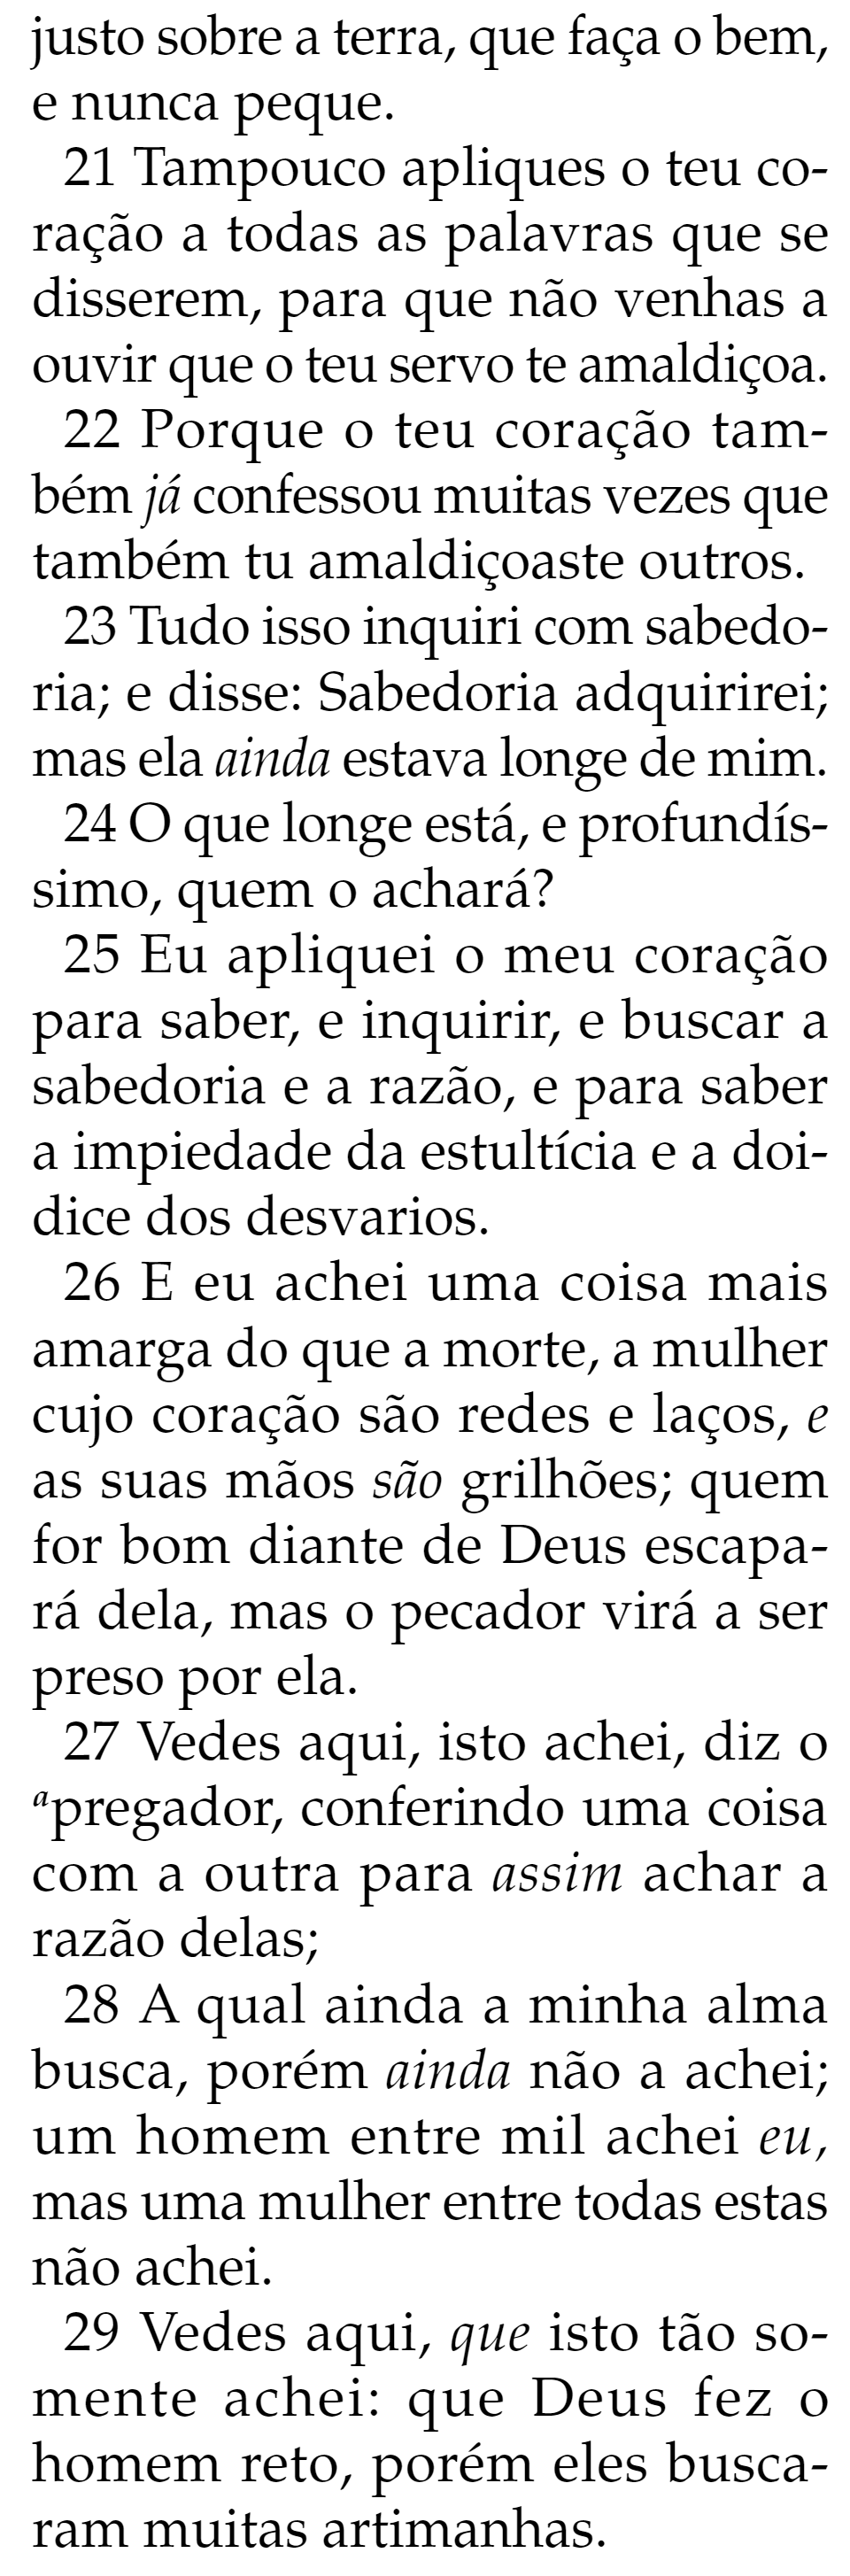 justo sobre a terra, que faça o bem,
e nunca peque.
21 Tampouco apliques o teu co-
ração a todas as palavras que se
disserem, para que não venhas a
ouvir que o teu servo te amaldiçoa.
22 Porque o teu coração tam-
bém já confessou muitas vezes que
também tu amaldiçoaste outros.
23 Tudo isso inquiri com sabedo-
ria; e disse: Sabedoria adquirirei;
mas ela ainda estava longe de mim.
24 O que longe está, e profundís-
simo, quem o achará?
25 Eu apliquei o meu coração
para saber, e inquirir, e buscar a
sabedoria e a razão, e para saber
a impiedade da estultícia e a doi-
dice dos desvarios.
26 E eu achei uma coisa mais
amarga do que a morte, a mulher
cujo coração são redes e laços, e
as suas mãos são grilhões; quem
for bom diante de Deus escapa-
rá dela, mas o pecador virá a ser
preso por ela.
27 Vedes aqui, isto achei, diz o
ᵃpregador, conferindo uma coisa
com a outra para assim achar a
razão delas;
28 A qual ainda a minha alma
busca, porém ainda não a achei;
um homem entre mil achei eu,
mas uma mulher entre todas estas
não achei.
29 Vedes aqui, que isto tão so-
mente achei: que Deus fez o
homem reto, porém eles busca-
ram muitas artimanhas.